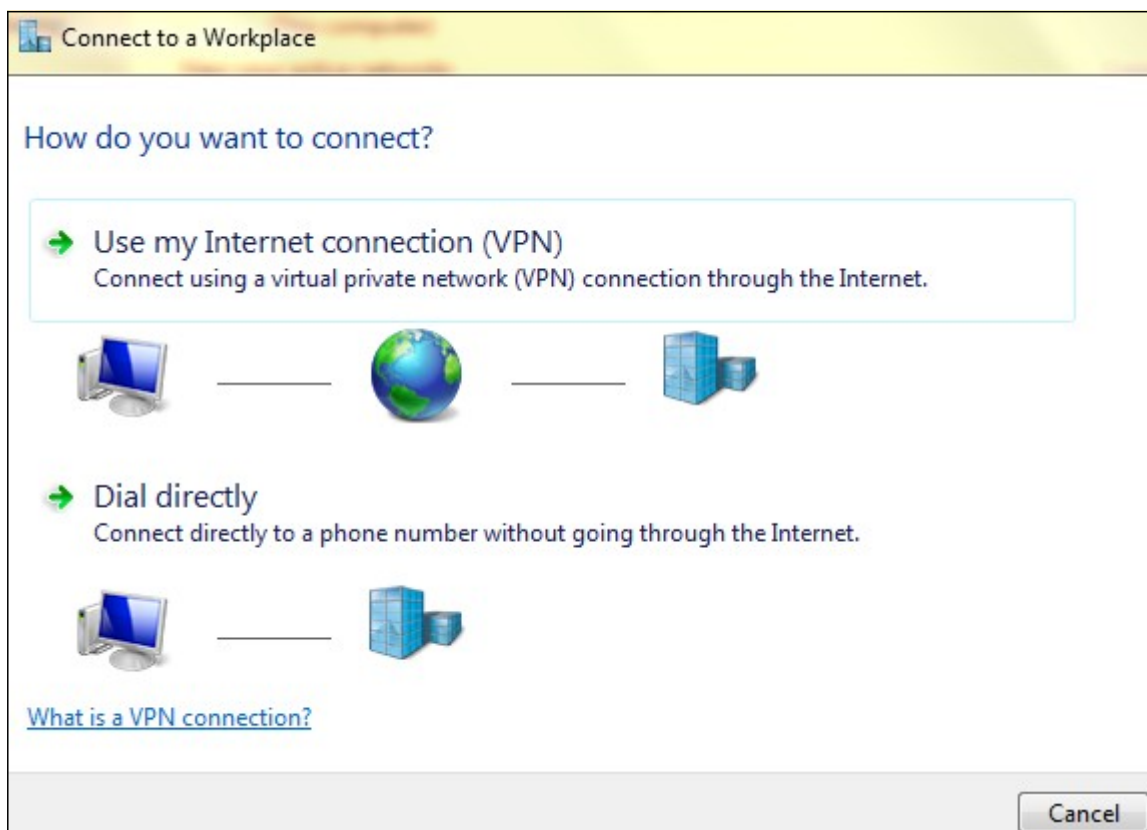 Connect to a Workplace
How do you want to connect?
Use my Internet connection (VPN)
Connect using a virtual private network (VPN) connection through the Internet.
Dial directly
Connect directly to a phone number without going through the Internet.
What is a VPN connection?
Cancel